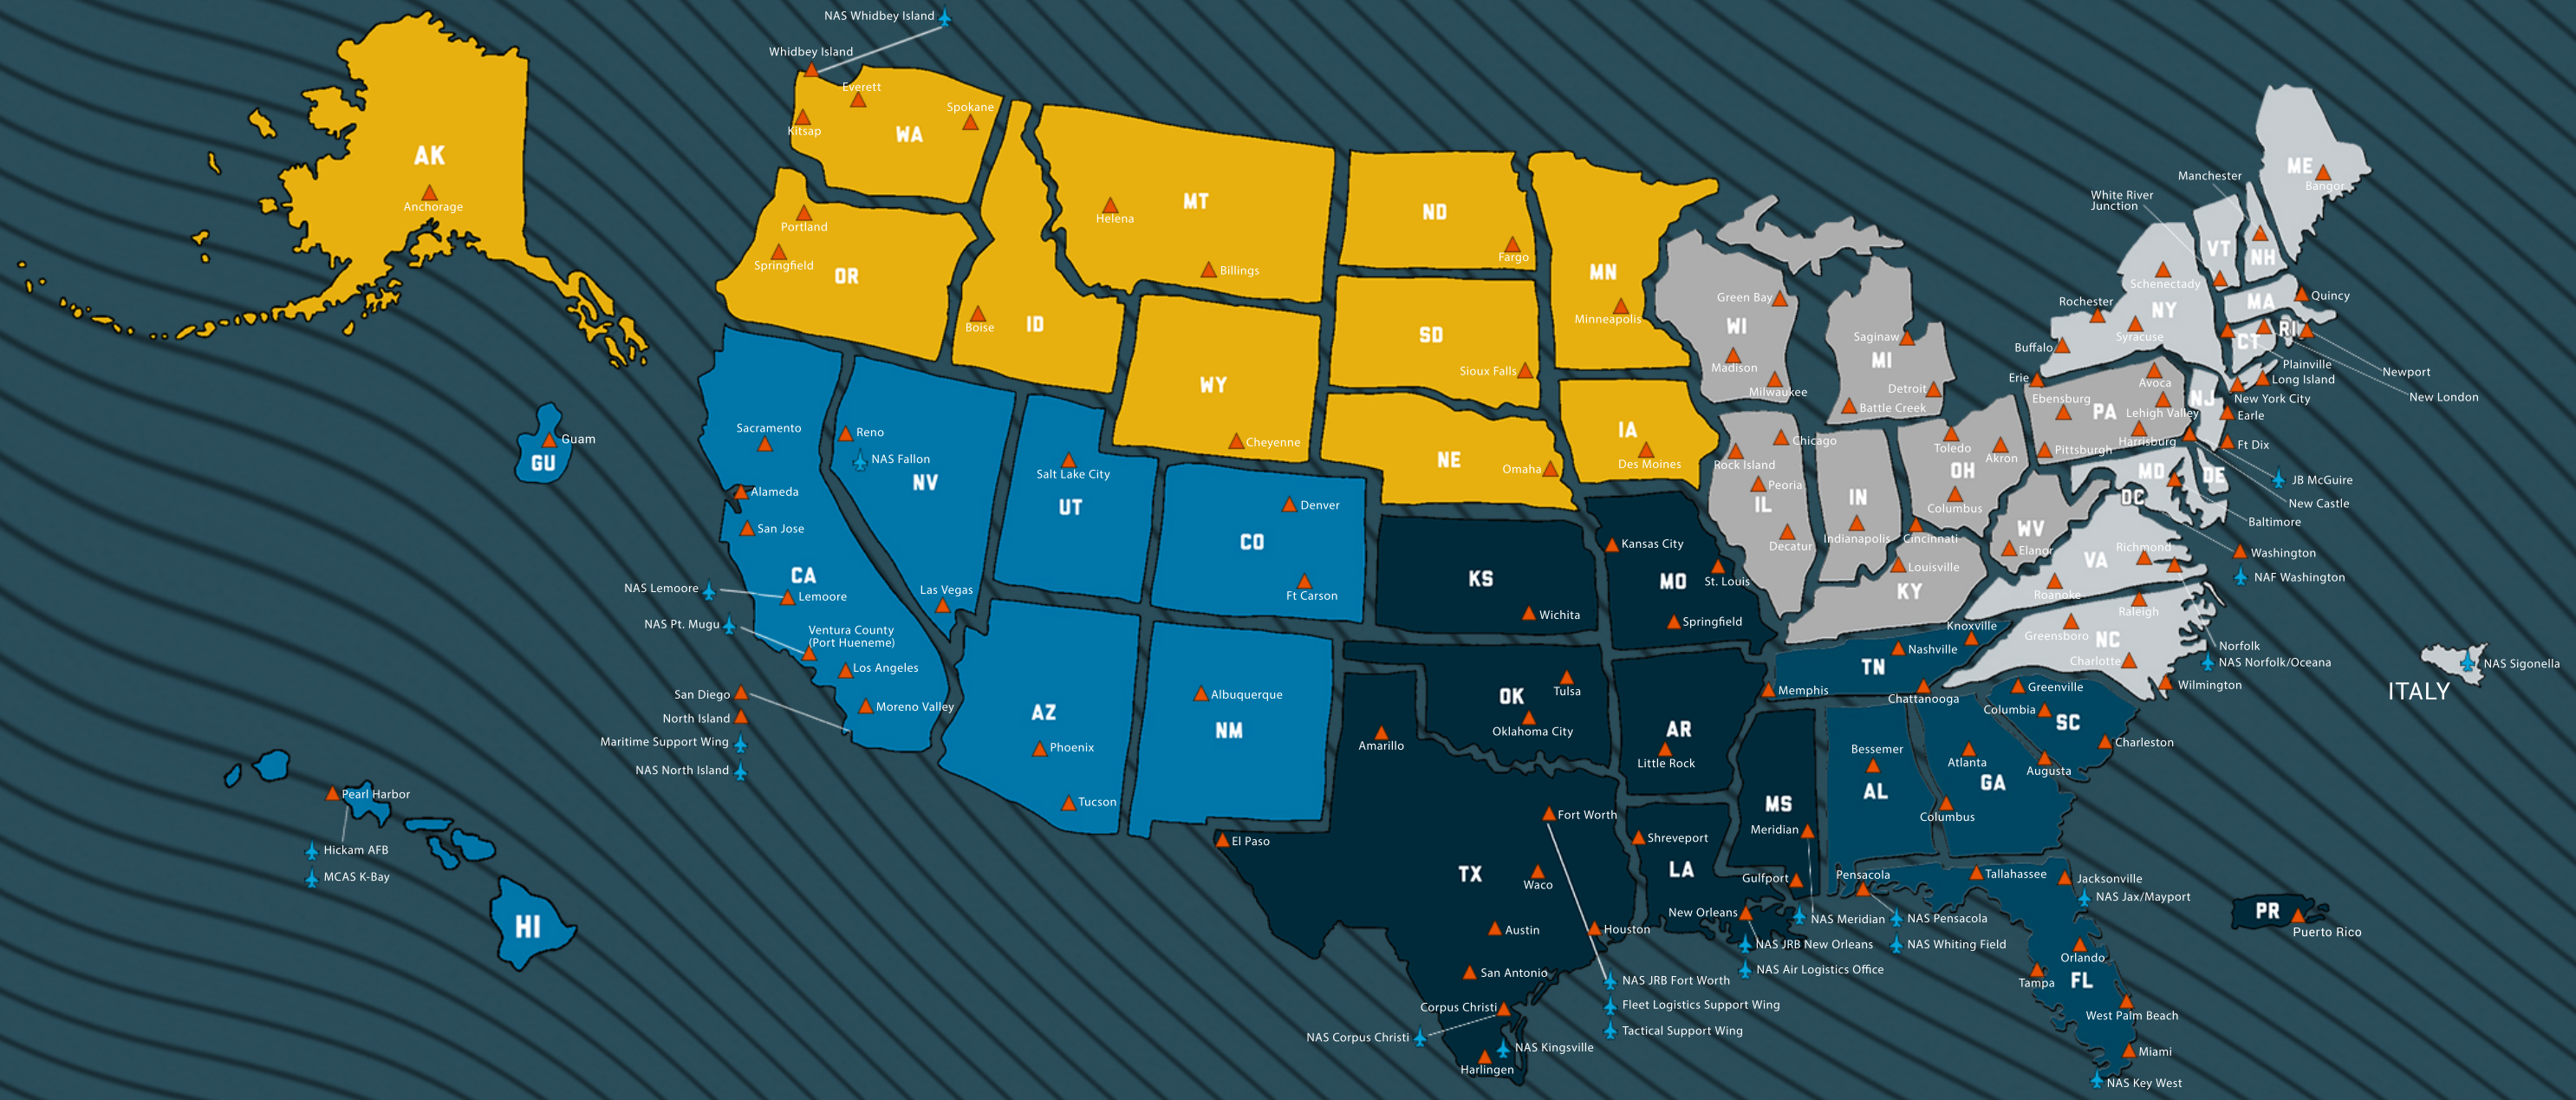 NAS Whidbey Island
Whidbey Island
Everett
Spokane
Kitsap
WA
AK
Anchorage
Portland
Springfield
OR
Boise
ID
Helena
MT
Billings
WY
Cheyenne
ND
Fargo
SD
Sioux Falls
NE
Omaha
MN
Minneapolis
IA
Des Moines
Guam
GU
Sacramento
Alameda
San Jose
CA
NAS Lemoore
Lemoore
NAS Pt. Mugu
Ventura County
(Port Hueneme)
Los Angeles
Moreno Valley
San Diego
North Island
Maritime Support Wing
NAS North Island
Reno
NAS Fallon
NV
Las Vegas
Salt Lake City
UT
Denver
CO
Ft Carson
AZ
Phoenix
Tucson
Albuquerque
NM
Pearl Harbor
Hickam AFB
MCAS K-Bay
HI
KS
Wichita
Kansas City
MO
St. Louis
Springfield
OK
Tulsa
Oklahoma City
AR
Little Rock
Amarillo
El Paso
TX
Fort Worth
Waco
Austin
Houston
San Antonio
Corpus Christi
NAS Corpus Christi
NAS Kingsville
Harlingen
NAS JRB Fort Worth
Fleet Logistics Support Wing
Tactical Support Wing
Shreveport
LA
New Orleans
NAS JRB New Orleans
NAS Air Logistics Office
MS
Meridian
Gulfport
NAS Meridian
Green Bay
WI
Madison
Milwaukee
Saginaw
MI
Detroit
Battle Creek
Chicago
Rock Island
Peoria
IL
Decatur
IN
Indianapolis
Toledo
Akron
OH
Columbus
Cincinnati
Louisville
KY
WV
Elanor
Erie
Ebensburg
Avoca
PA
Lehigh Valley
Harrisburg
Pittsburgh
ME
Bangor
Manchester
White River
Junction
VT
NH
Schenectady
Rochester
NY
Syracuse
Buffalo
MA
Quincy
RI
CT
Plainville
Newport
Long Island
New London
New York City
NJ
Earle
Ft Dix
JB McGuire
New Castle
MD
DE
DC
Baltimore
Washington
NAF Washington
VA
Richmond
Roanoke
Norfolk
NAS Norfolk/Oceana
Raleigh
Greensboro
NC
Charlotte
Wilmington
Knoxville
Nashville
TN
Memphis
Chattanooga
Greenville
Columbia
SC
Charleston
Bessemer
AL
Atlanta
GA
Augusta
Columbus
Pensacola
NAS Pensacola
NAS Whiting Field
Tallahassee
Jacksonville
NAS Jax/Mayport
Orlando
Tampa
FL
West Palm Beach
Miami
NAS Key West
NAS Sigonella
ITALY
PR
Puerto Rico